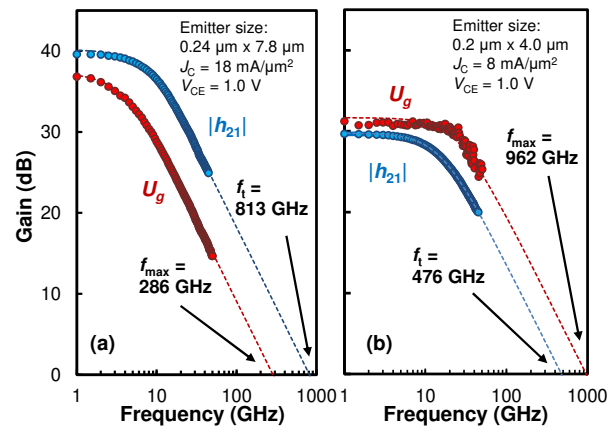 Emitter size:
0.24 µm x 7.8 µm
J_C = 18 mA/µm²
V_CE = 1.0 V
|h_21|
U_g
f_t =
813 GHz
f_max =
286 GHz
(a)
Gain (dB)
40
30
20
10
0
1
10
100
1000
Frequency (GHz)
Emitter size:
0.2 µm x 4.0 µm
J_C = 8 mA/µm²
V_CE = 1.0 V
U_g
|h_21|
f_max =
962 GHz
f_t =
476 GHz
(b)
1
10
100
1000
Frequency (GHz)